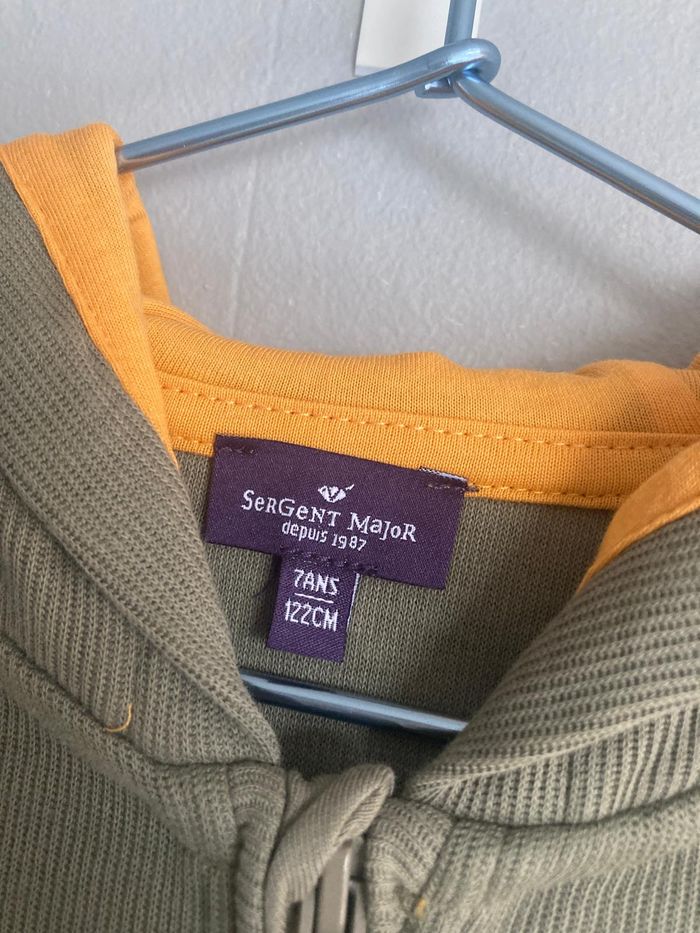 SerGent Major
depuis 1987
7ANS
122CM